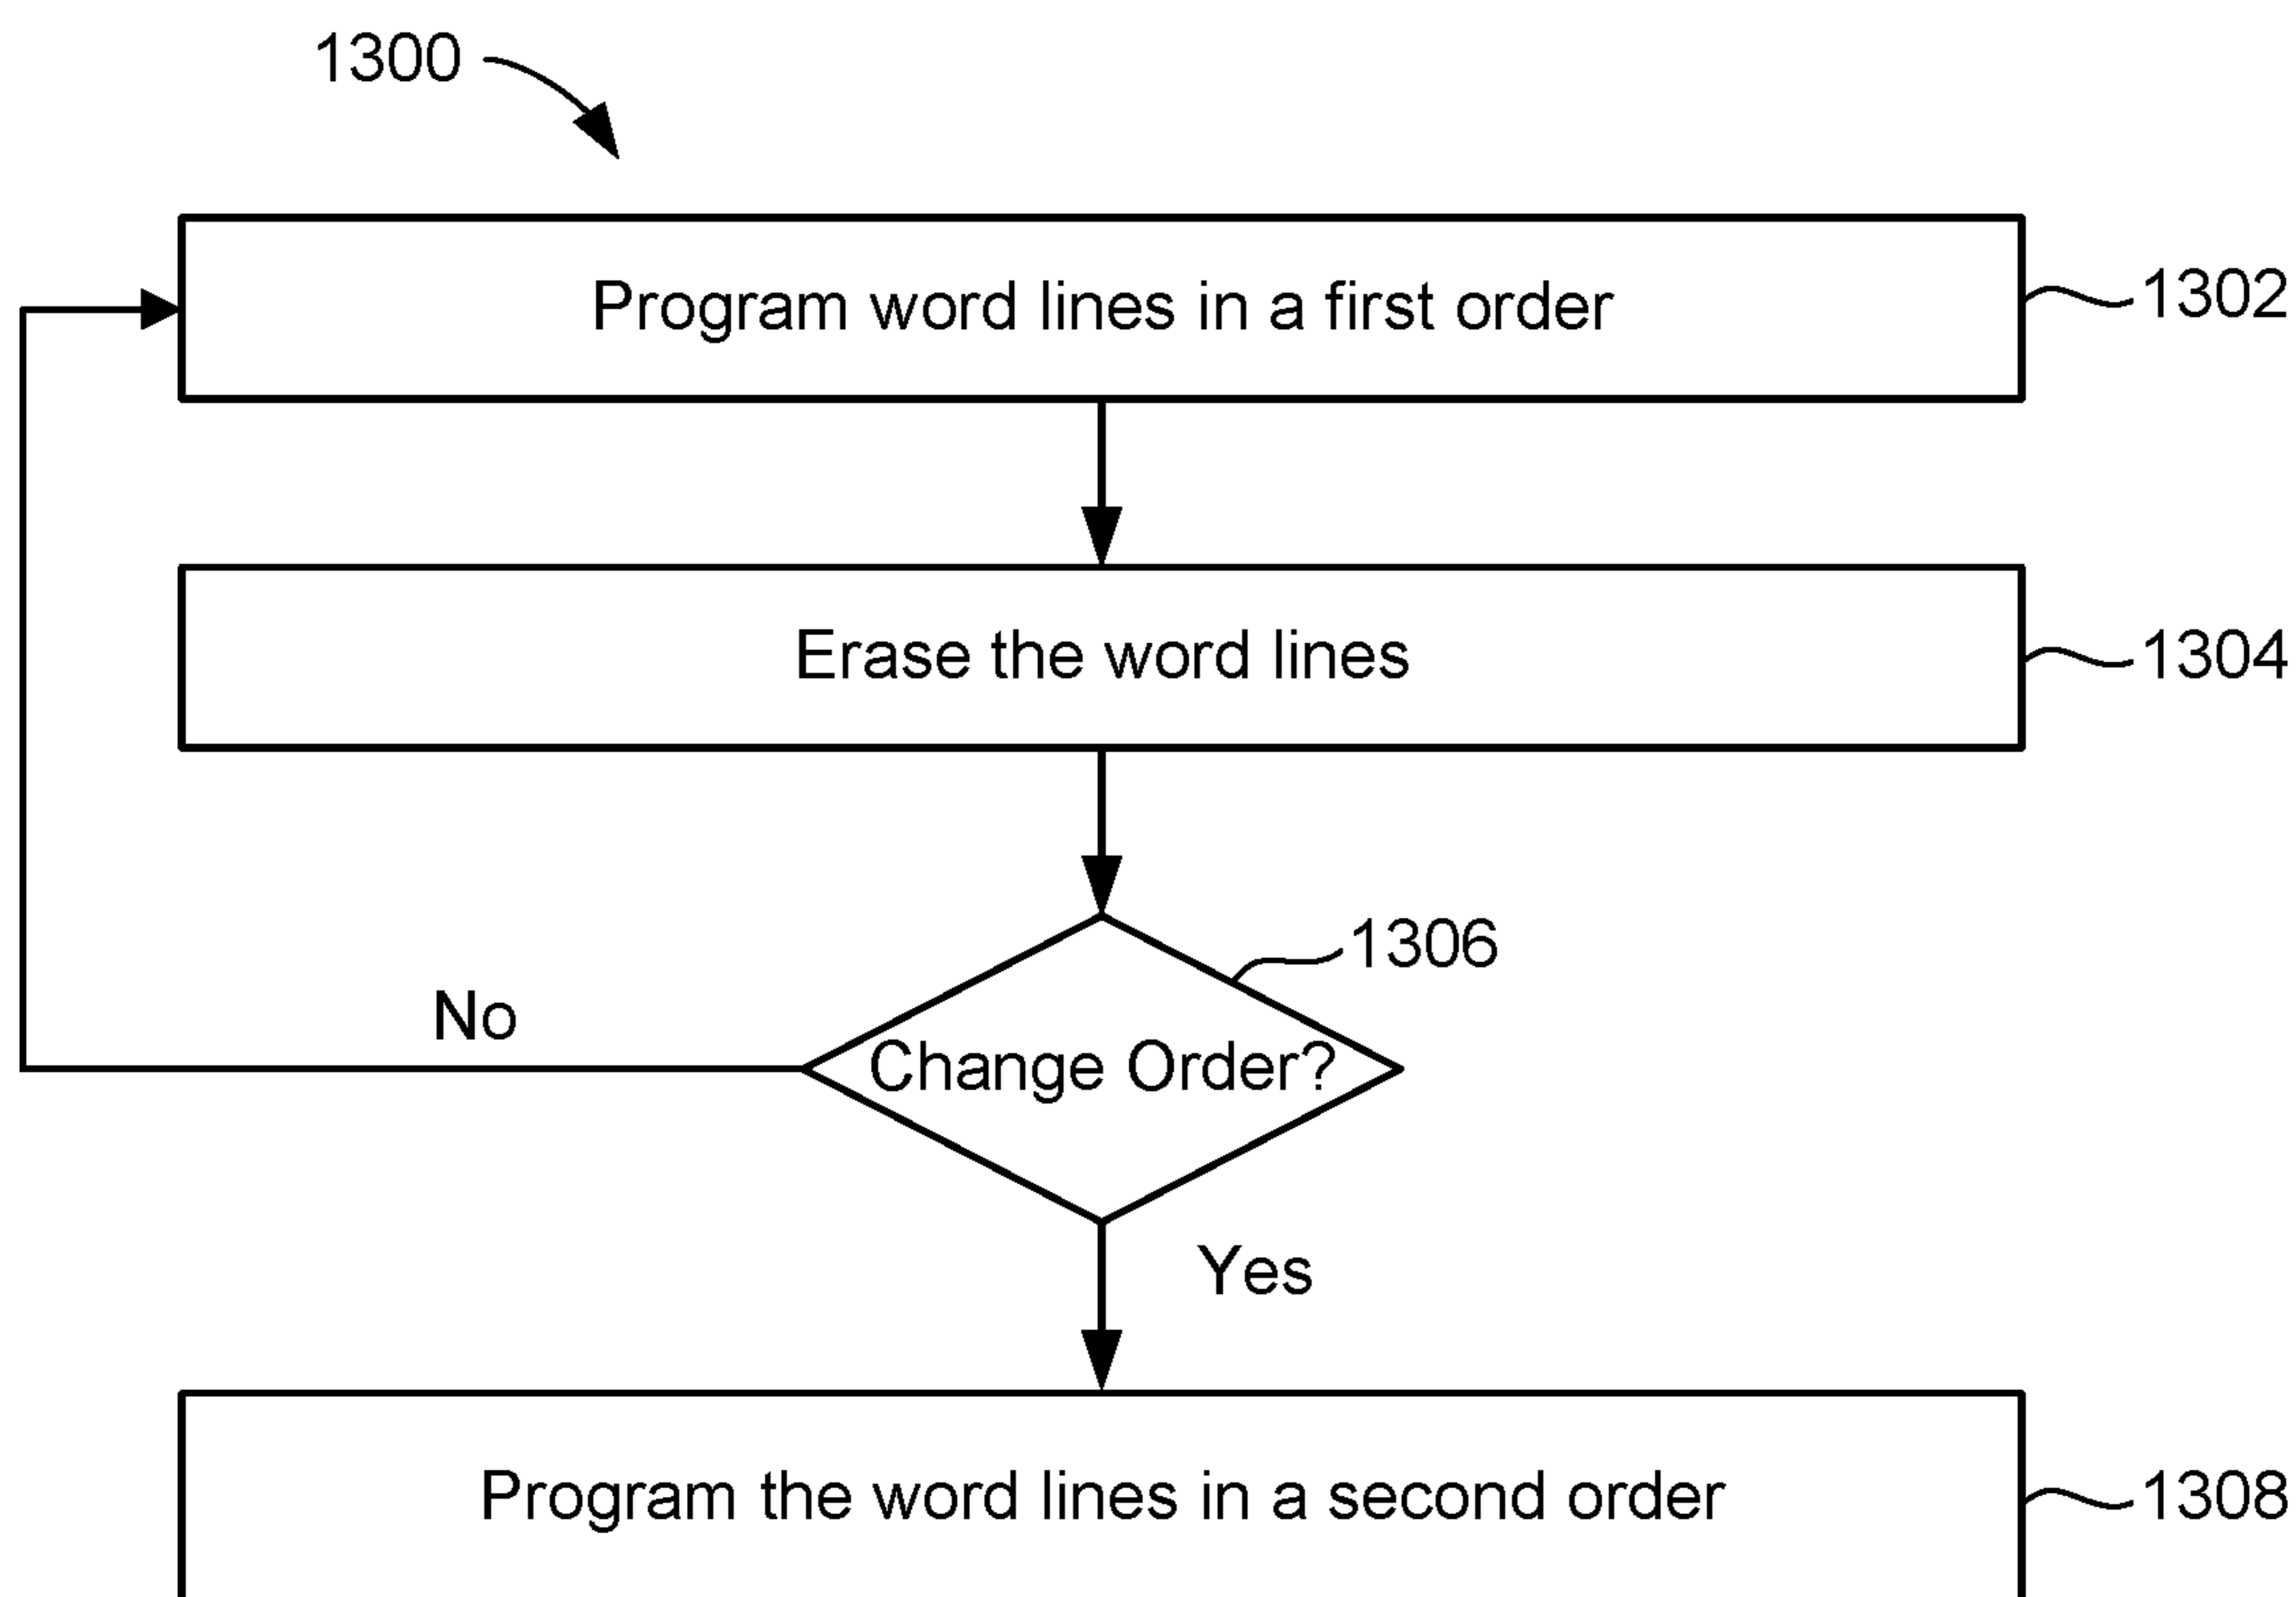 1300
Program word lines in a first order
1302
Erase the word lines
1304
1306
No
Change Order?
Yes
Program the word lines in a second order
1308